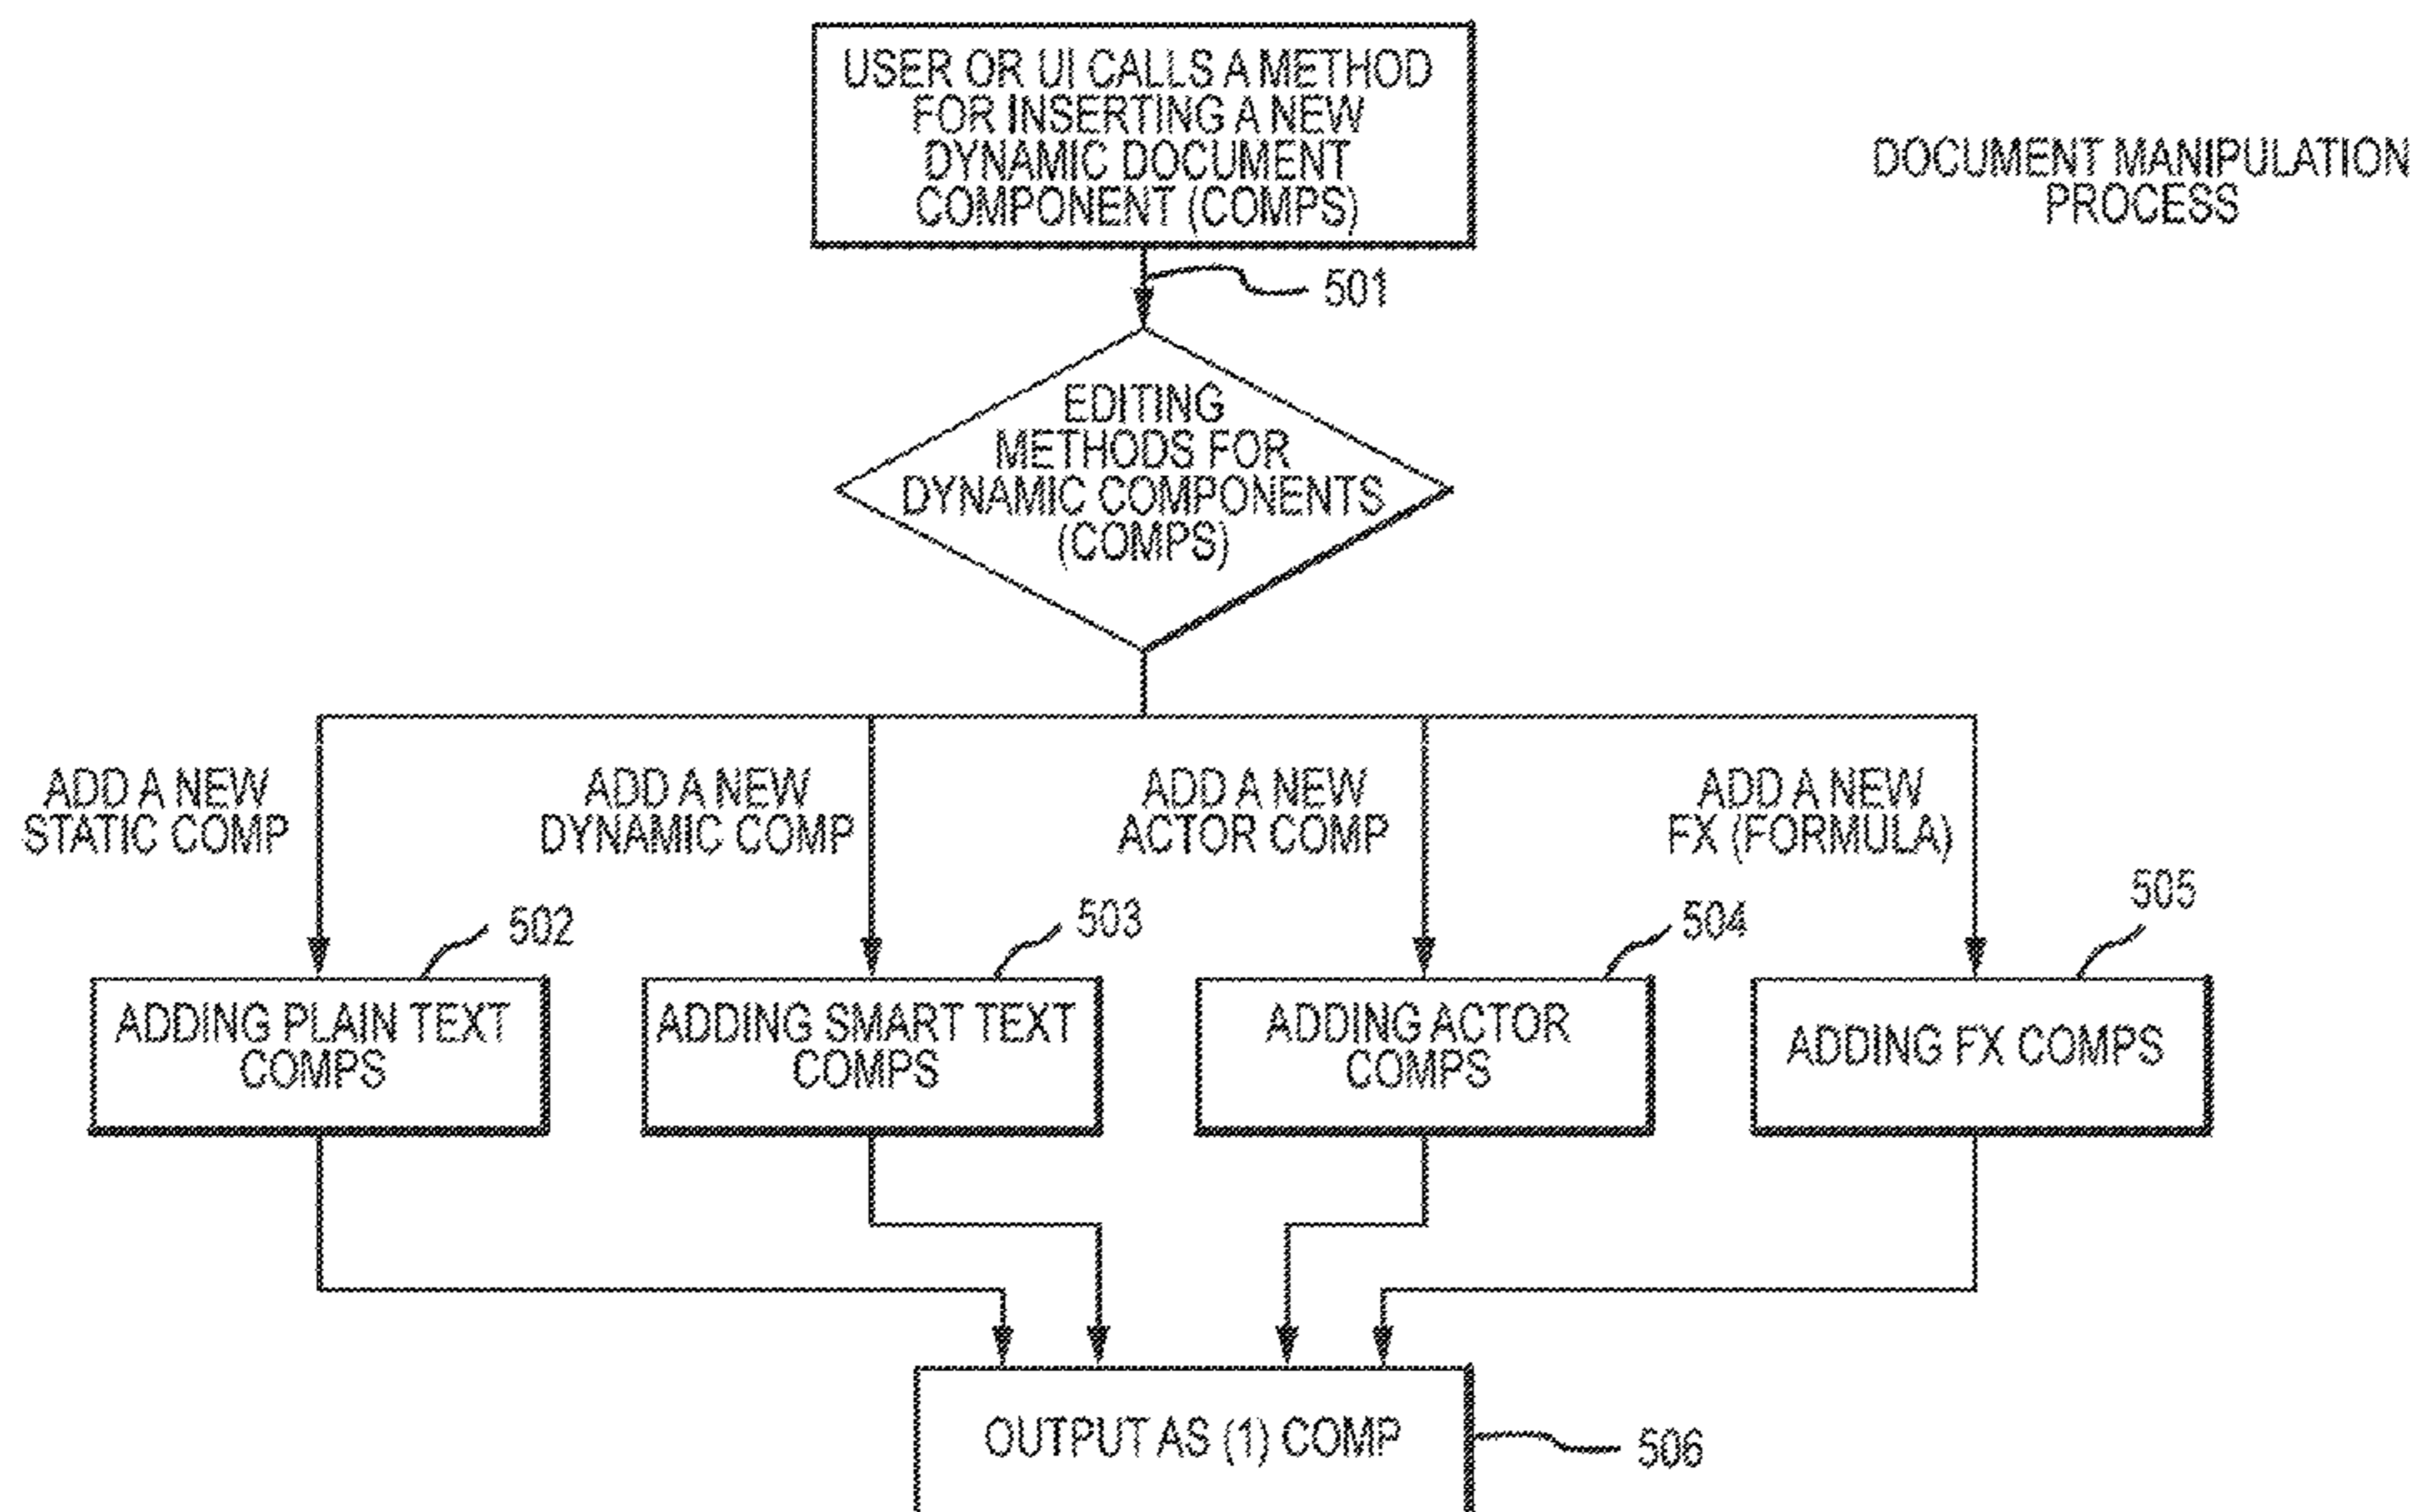 USER OR UI CALLS A METHOD
FOR INSERTING A NEW
DYNAMIC DOCUMENT
COMPONENT (COMPS)
DOCUMENT MANIPULATION
PROCESS
501
EDITING
METHODS FOR
DYNAMIC COMPONENTS
(COMPS)
ADD A NEW
STATIC COMP
ADD A NEW
DYNAMIC COMP
ADD A NEW
ACTOR COMP
ADD A NEW
FX (FORMULA)
502
503
504
505
ADDING PLAIN TEXT
COMPS
ADDING SMART TEXT
COMPS
ADDING ACTOR
COMPS
ADDING FX COMPS
OUTPUT AS (1) COMP
506